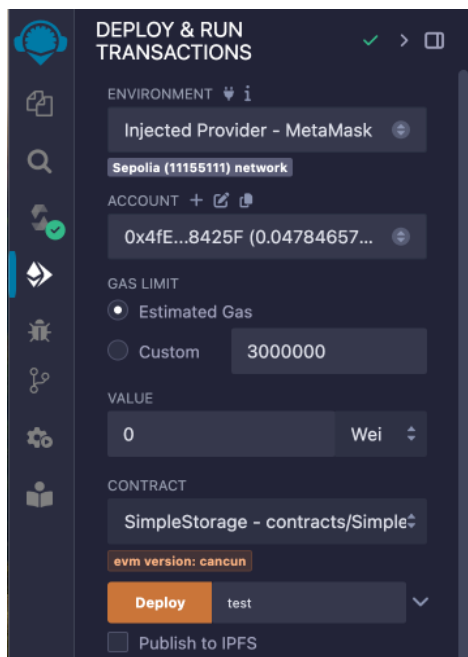 DEPLOY & RUN
TRANSACTIONS
ENVIRONMENT
Injected Provider - MetaMask
Sepolia (11155111) network
ACCOUNT
0x4fE...8425F (0.04784657...
GAS LIMIT
Estimated Gas
Custom 3000000
VALUE
0 Wei
CONTRACT
SimpleStorage - contracts/Simple
evm version: cancun
Deploy test
Publish to IPFS